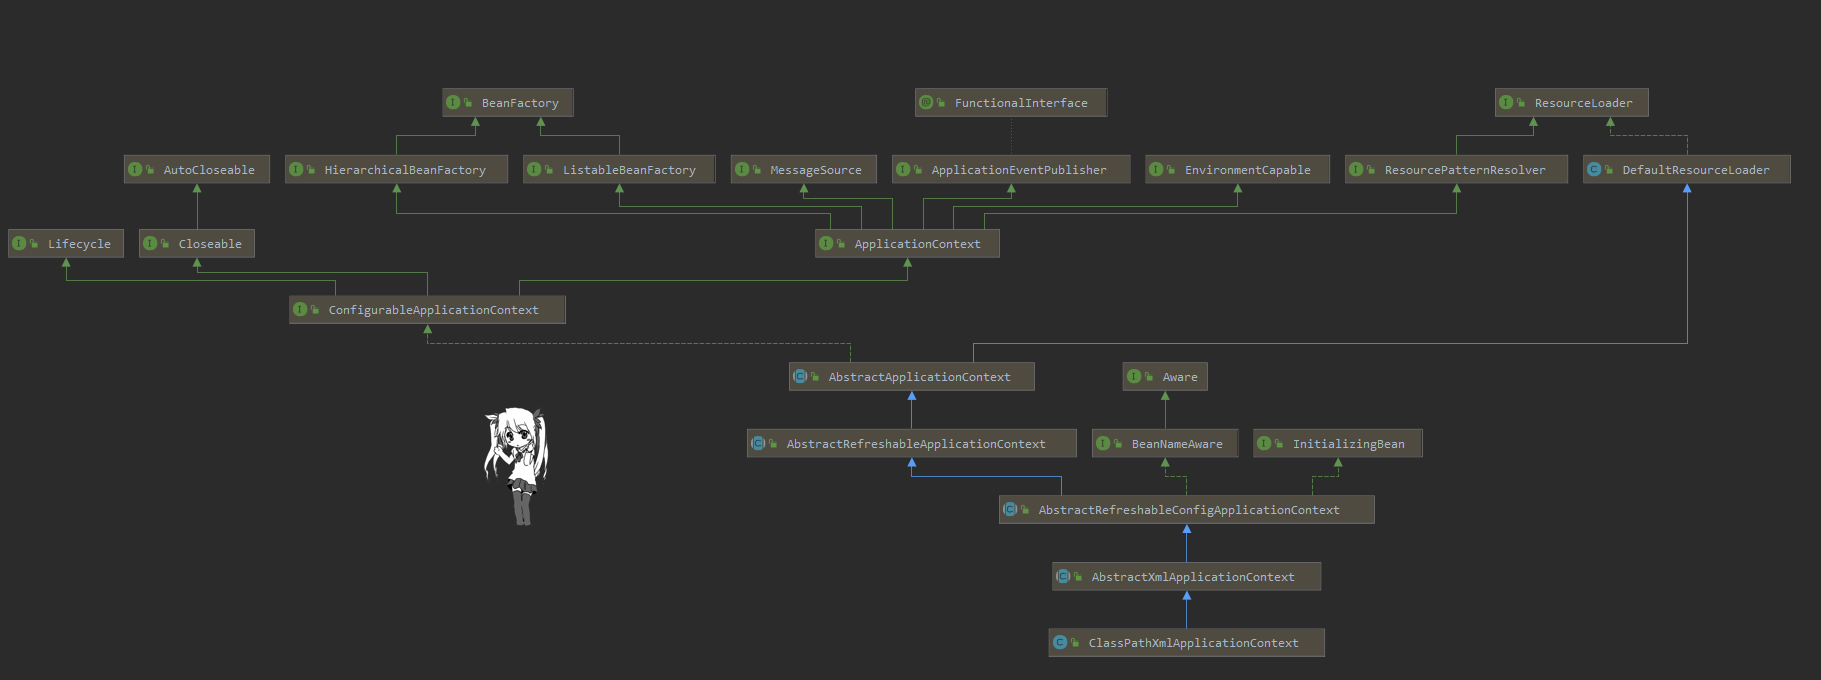 BeanFactory
FunctionalInterface
ResourceLoader
AutoCloseable
HierarchicalBeanFactory
ListableBeanFactory
MessageSource
ApplicationEventPublisher
EnvironmentCapable
ResourcePatternResolver
DefaultResourceLoader
Lifecycle
Closeable
ApplicationContext
ConfigurableApplicationContext
AbstractApplicationContext
Aware
AbstractRefreshableApplicationContext
BeanNameAware
InitializingBean
AbstractRefreshableConfigApplicationContext
AbstractXmlApplicationContext
ClassPathXmlApplicationContext